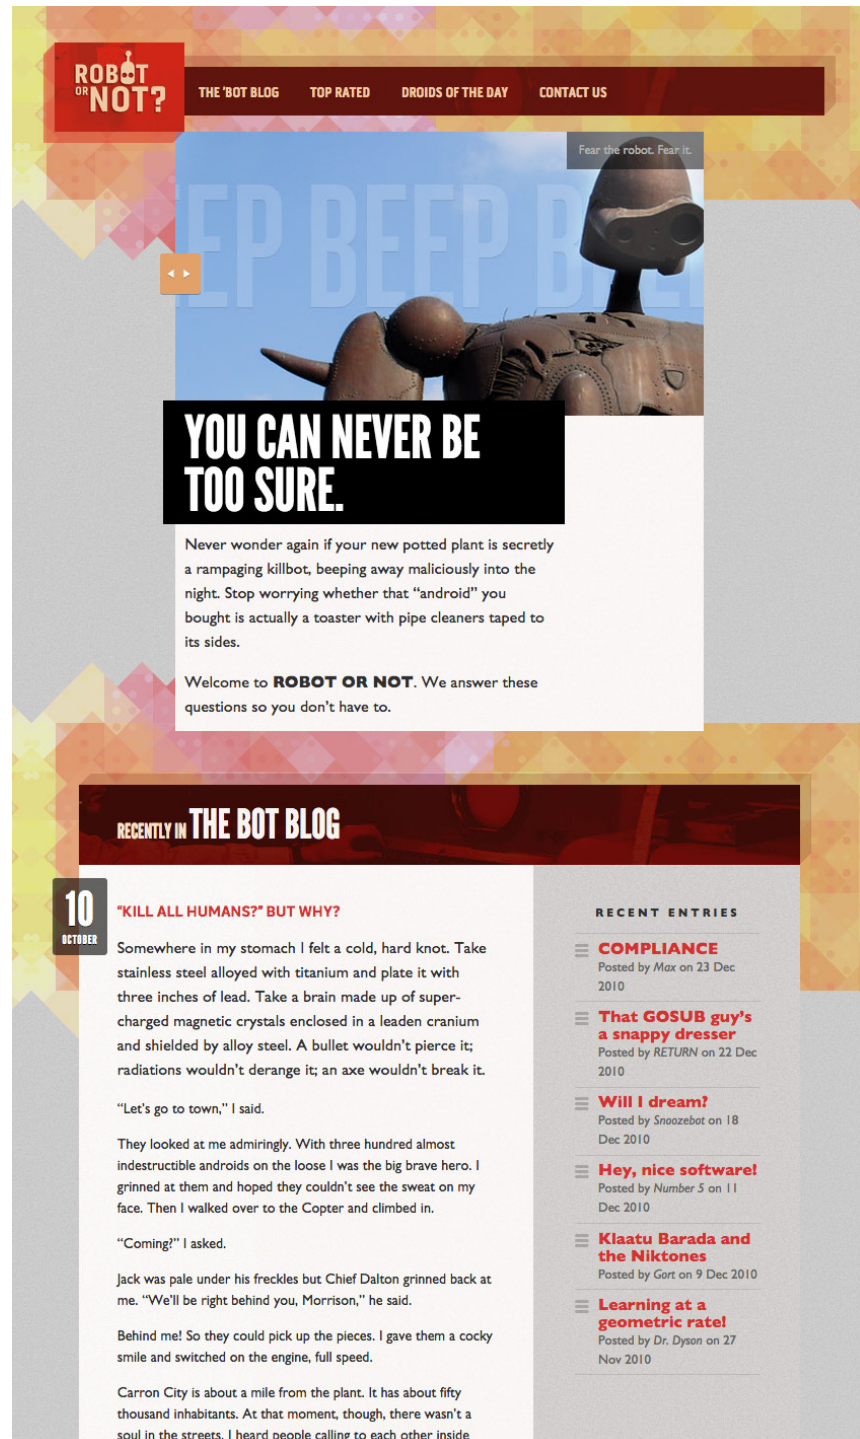 ROBOT
OR NOT?
THE 'BOT BLOG
TOP RATED
DROIDS OF THE DAY
CONTACT US
Fear the robot. Fear it.
EEP BEEP BEEP
YOU CAN NEVER BE
TOO SURE.
Never wonder again if your new potted plant is secretly
a rampaging killbot, beeping away maliciously into the
night. Stop worrying whether that “android” you
bought is actually a toaster with pipe cleaners taped to
its sides.
Welcome to ROBOT OR NOT. We answer these
questions so you don’t have to.
RECENTLY IN THE BOT BLOG
10
OCTOBER
“KILL ALL HUMANS?” BUT WHY?
Somewhere in my stomach I felt a cold, hard knot. Take
stainless steel alloyed with titanium and plate it with
three inches of lead. Take a brain made up of super-
charged magnetic crystals enclosed in a leaden cranium
and shielded by alloy steel. A bullet wouldn’t pierce it;
radiations wouldn’t derange it; an axe wouldn’t break it.
“Let’s go to town,” I said.
They looked at me admiringly. With three hundred almost
indestructible androids on the loose I was the big brave hero. I
grinned at them and hoped they couldn’t see the sweat on my
face. Then I walked over to the Copter and climbed in.
“Coming?” I asked.
Jack was pale under his freckles but Chief Dalton grinned back at
me. “We’ll be right behind you, Morrison,” he said.
Behind me! So they could pick up the pieces. I gave them a cocky
smile and switched on the engine, full speed.
Carron City is about a mile from the plant. It has about fifty
thousand inhabitants. At that moment, though, there wasn’t a
soul in the streets. I heard people calling to each other inside
RECENT ENTRIES
COMPLIANCE
Posted by Max on 23 Dec
2010
That GOSUB guy’s
a snappy dresser
Posted by RETURN on 22 Dec
2010
Will I dream?
Posted by Snoozebot on 18
Dec 2010
Hey, nice software!
Posted by Number 5 on 11
Dec 2010
Klaatu Barada and
the Niktones
Posted by Gort on 9 Dec 2010
Learning at a
geometric rate!
Posted by Dr. Dyson on 27
Nov 2010